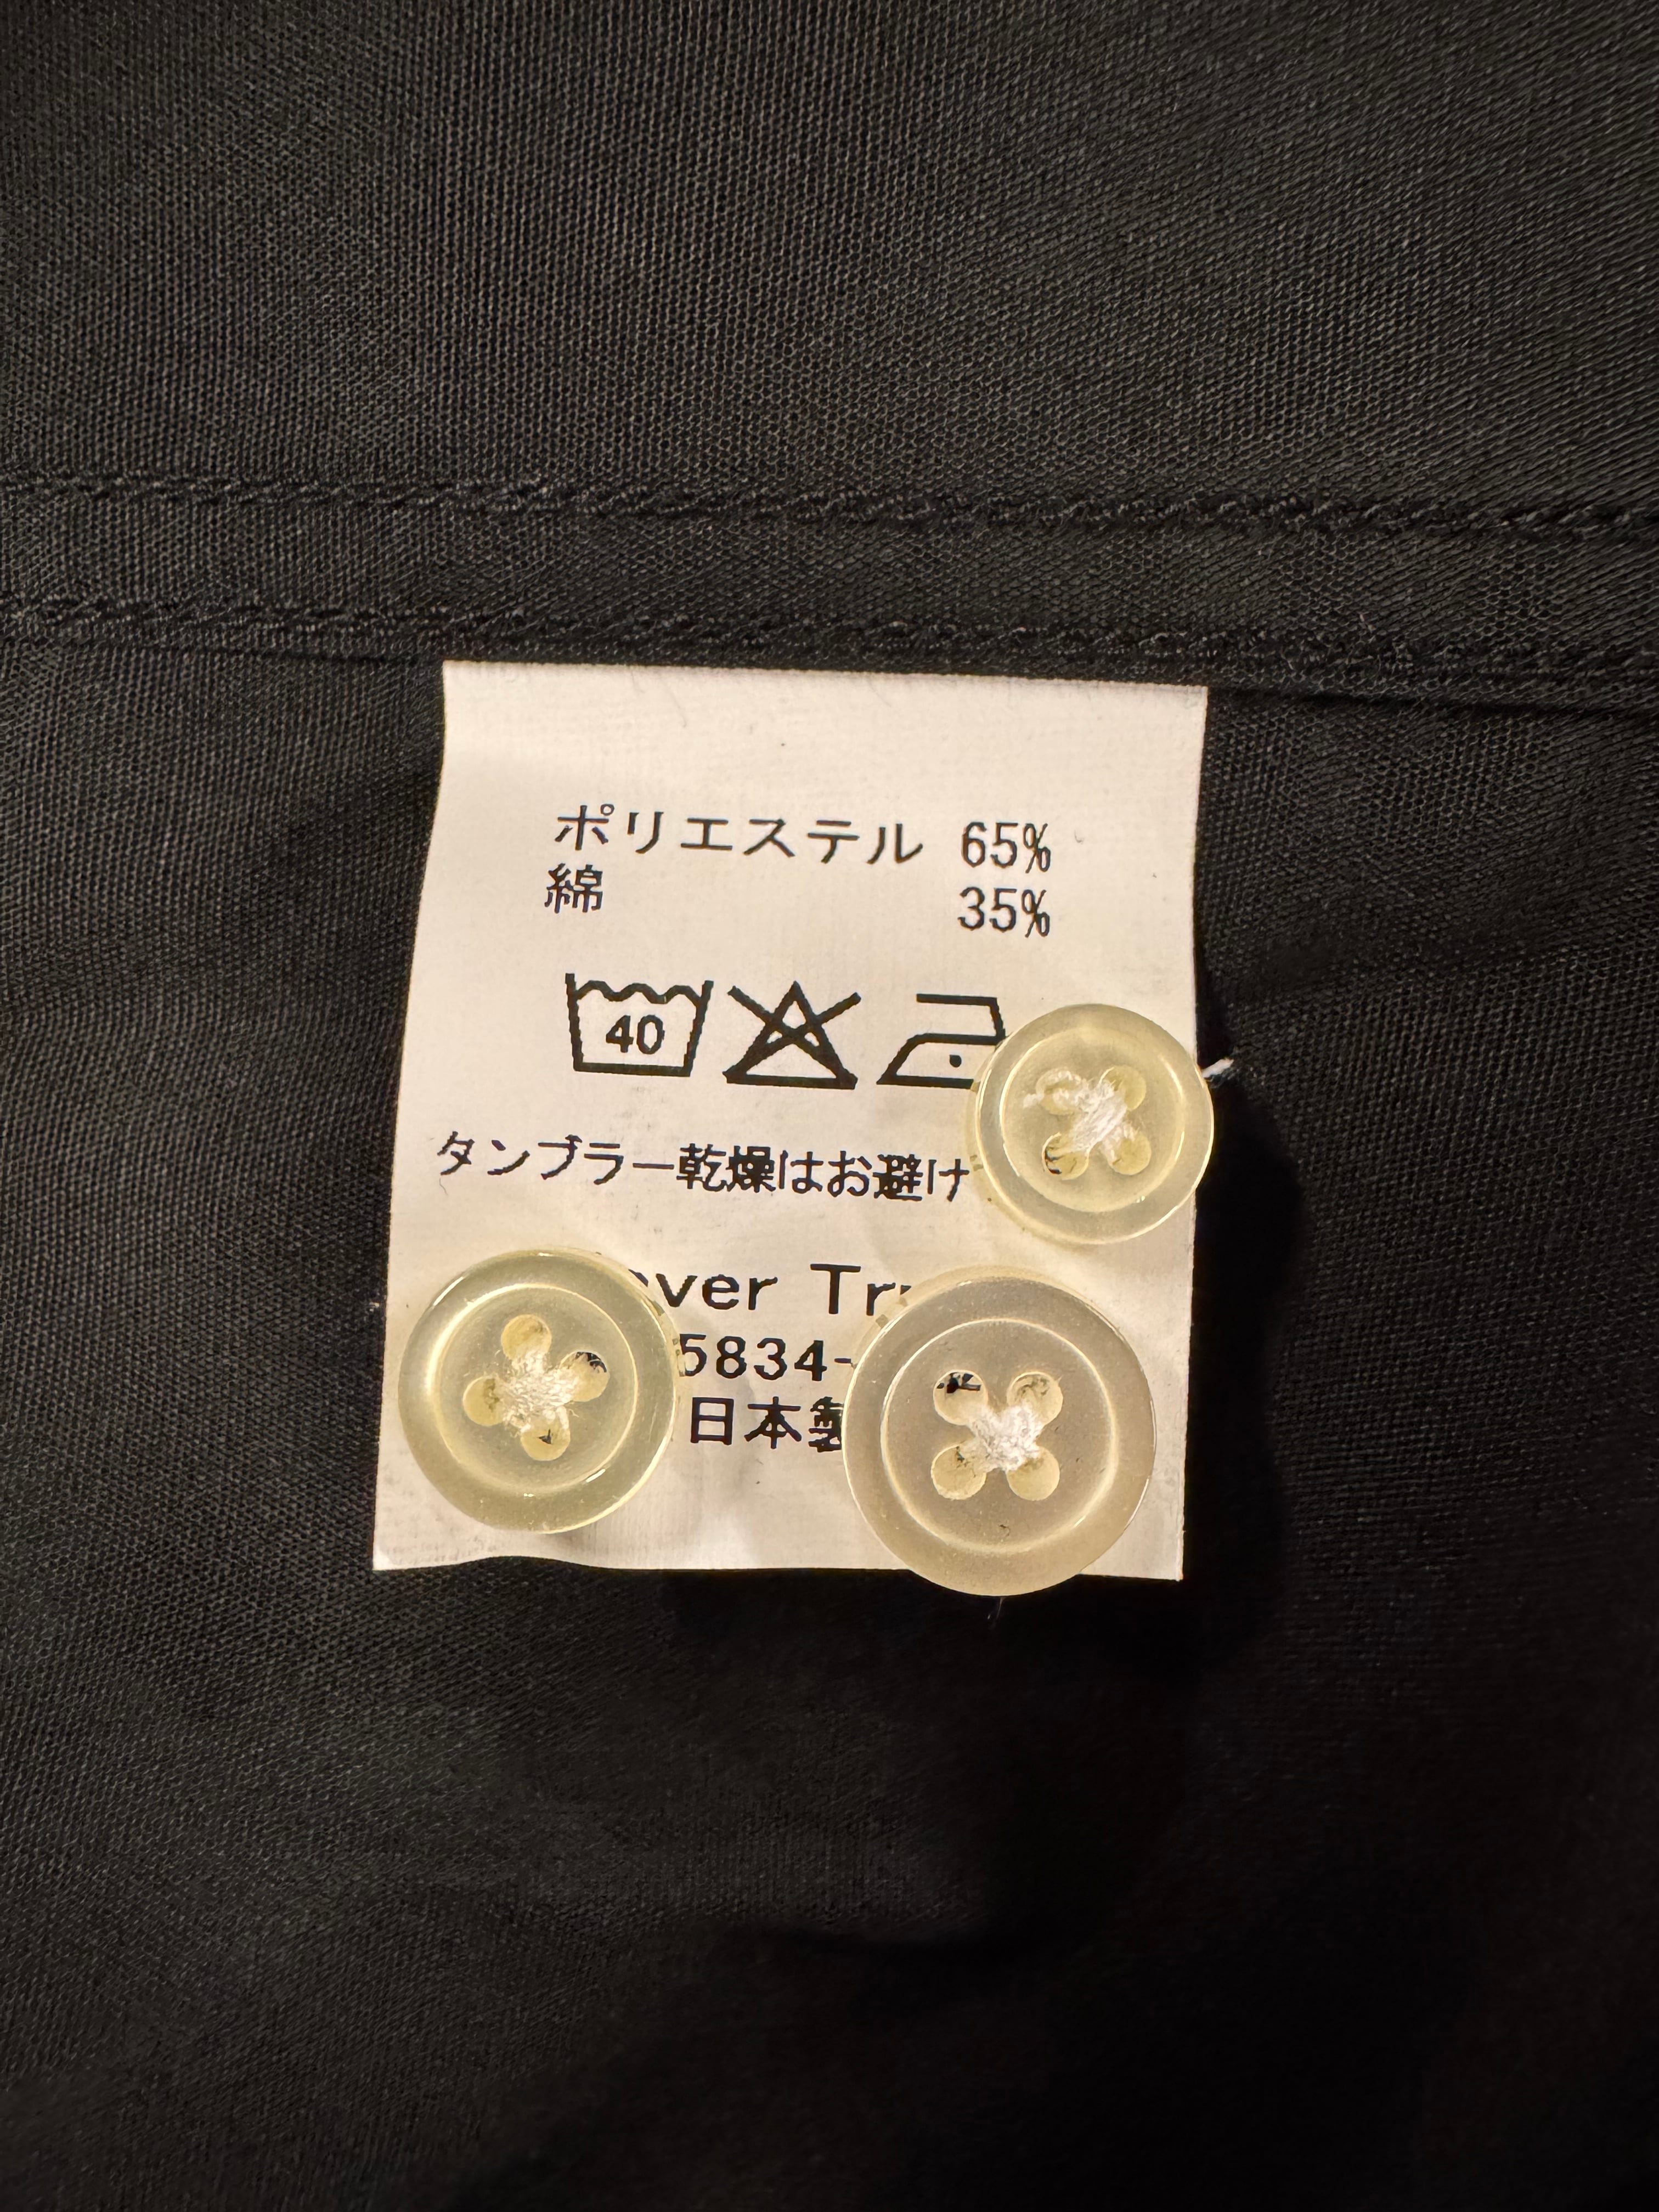 ポリエステル 65%
綿 35%
40
タンブラー乾燥はお避け
ver
5834-
日本製